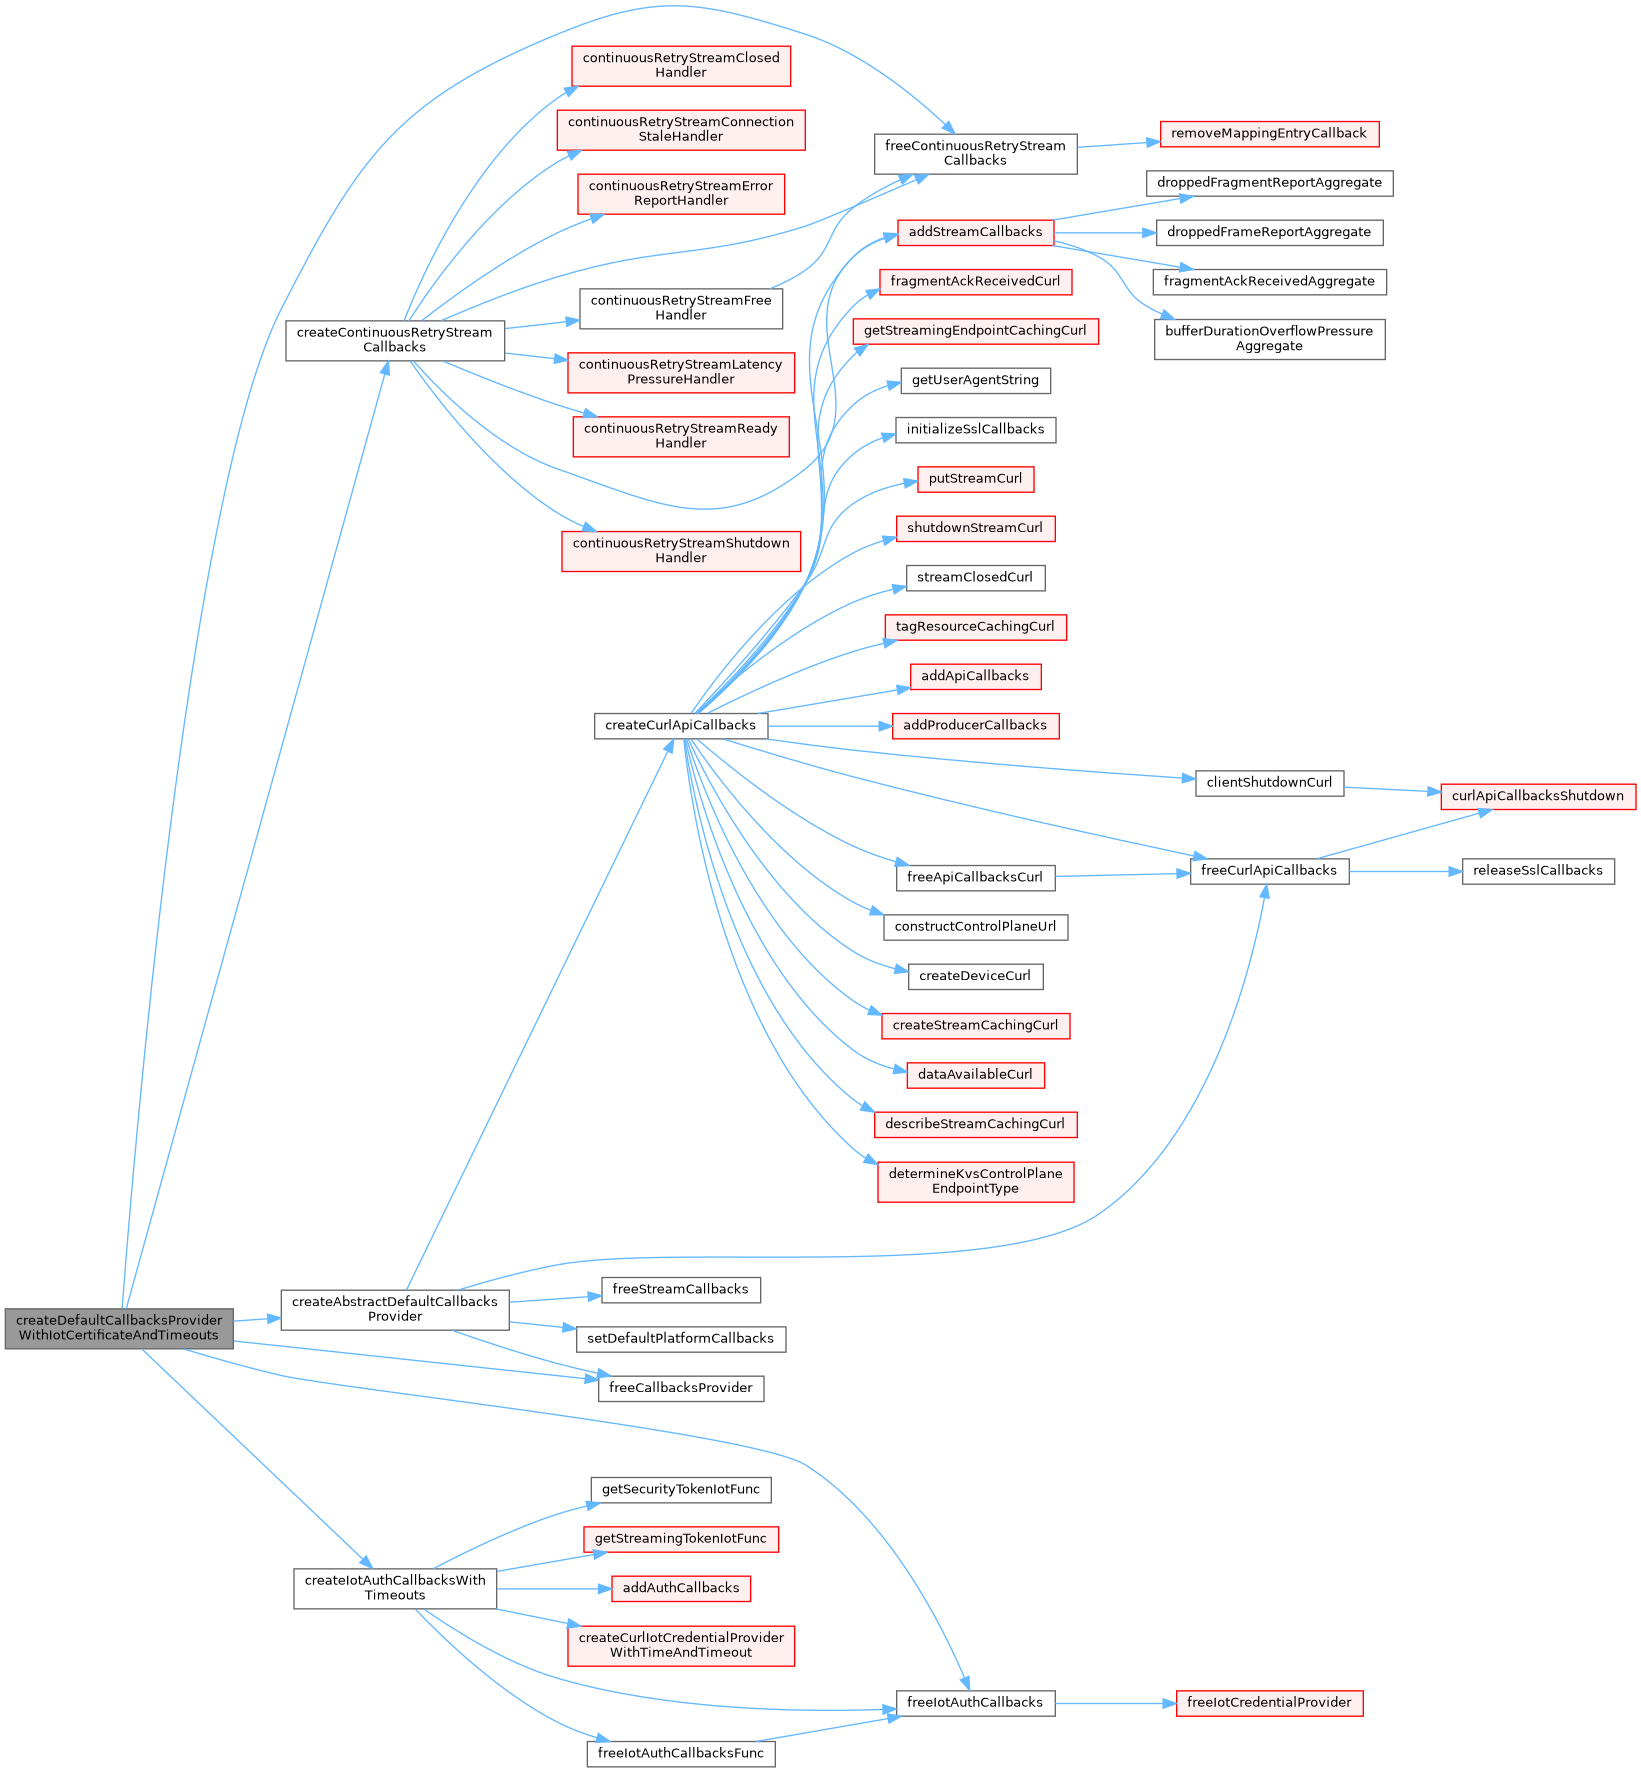 continuousRetryStreamClosed
Handler
continuousRetryStreamConnection
StaleHandler
continuousRetryStreamError
ReportHandler
continuousRetryStreamFree
Handler
createContinuousRetryStream
Callbacks
continuousRetryStreamLatency
PressureHandler
continuousRetryStreamReady
Handler
continuousRetryStreamShutdown
Handler
freeContinuousRetryStream
Callbacks
removeMappingEntryCallback
addStreamCallbacks
droppedFragmentReportAggregate
droppedFrameReportAggregate
fragmentAckReceivedAggregate
bufferDurationOverflowPressure
Aggregate
fragmentAckReceivedCurl
getStreamingEndpointCachingCurl
getUserAgentString
initializeSslCallbacks
putStreamCurl
shutdownStreamCurl
streamClosedCurl
tagResourceCachingCurl
addApiCallbacks
createCurlApiCallbacks
addProducerCallbacks
clientShutdownCurl
curlApiCallbacksShutdown
freeApiCallbacksCurl
freeCurlApiCallbacks
releaseSslCallbacks
constructControlPlaneUrl
createDeviceCurl
createStreamCachingCurl
dataAvailableCurl
describeStreamCachingCurl
determineKvsControlPlane
EndpointType
createDefaultCallbacksProvider
WithIotCertificateAndTimeouts
createAbstractDefaultCallbacks
Provider
freeStreamCallbacks
setDefaultPlatformCallbacks
freeCallbacksProvider
getSecurityTokenIotFunc
getStreamingTokenIotFunc
createIotAuthCallbacksWith
Timeouts
addAuthCallbacks
createCurlIotCredentialProvider
WithTimeAndTimeout
freeIotAuthCallbacks
freeIotCredentialProvider
freeIotAuthCallbacksFunc